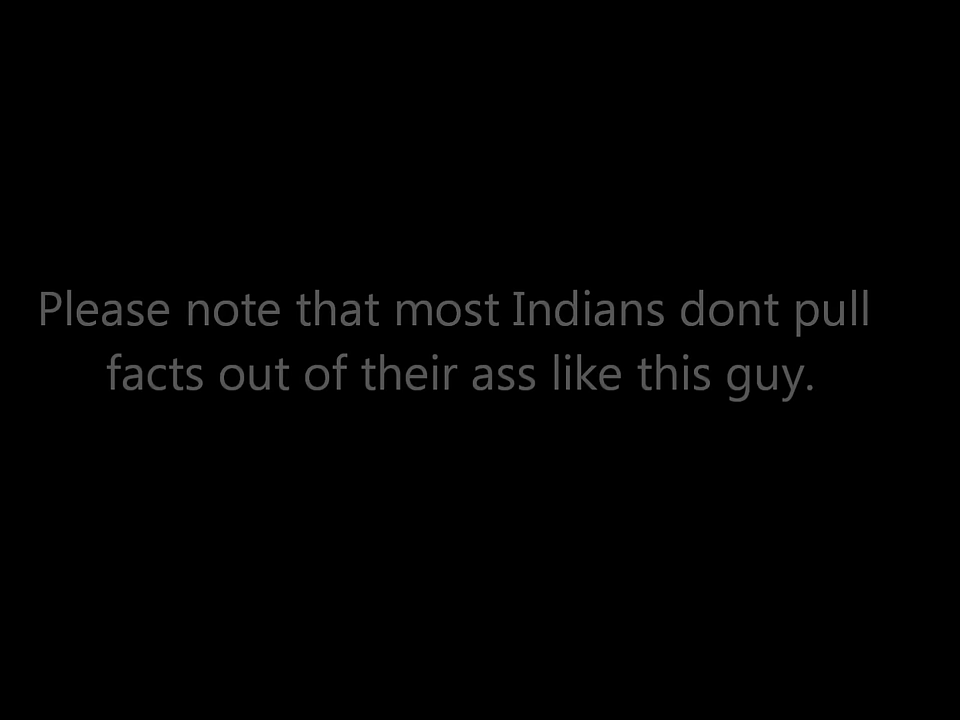 Please note that most Indians dont pull
facts out of their ass like this guy.